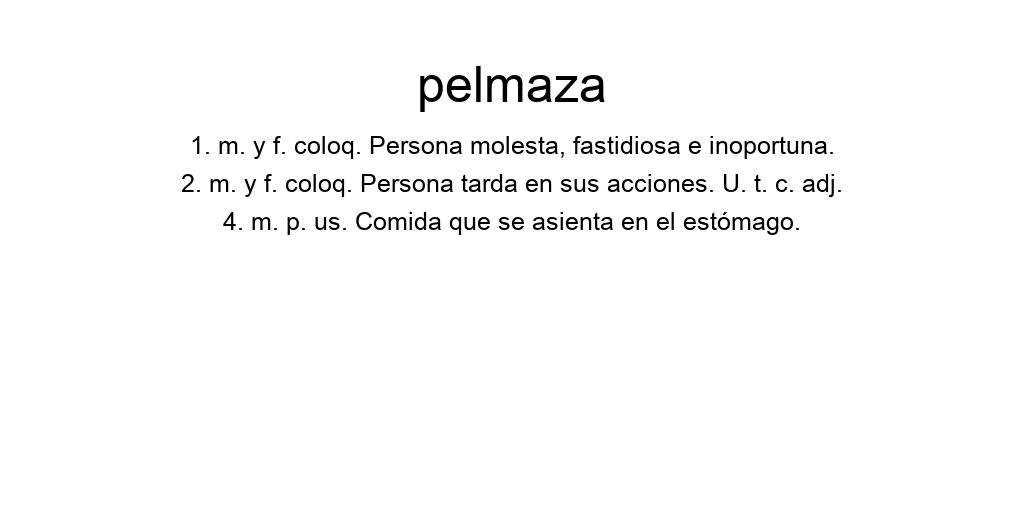 pelmaza
1. m. y f. coloq. Persona molesta, fastidiosa e inoportuna.
2. m. y f. coloq. Persona tarda en sus acciones. U. t. c. adj.
4. m. p. us. Comida que se asienta en el estómago.